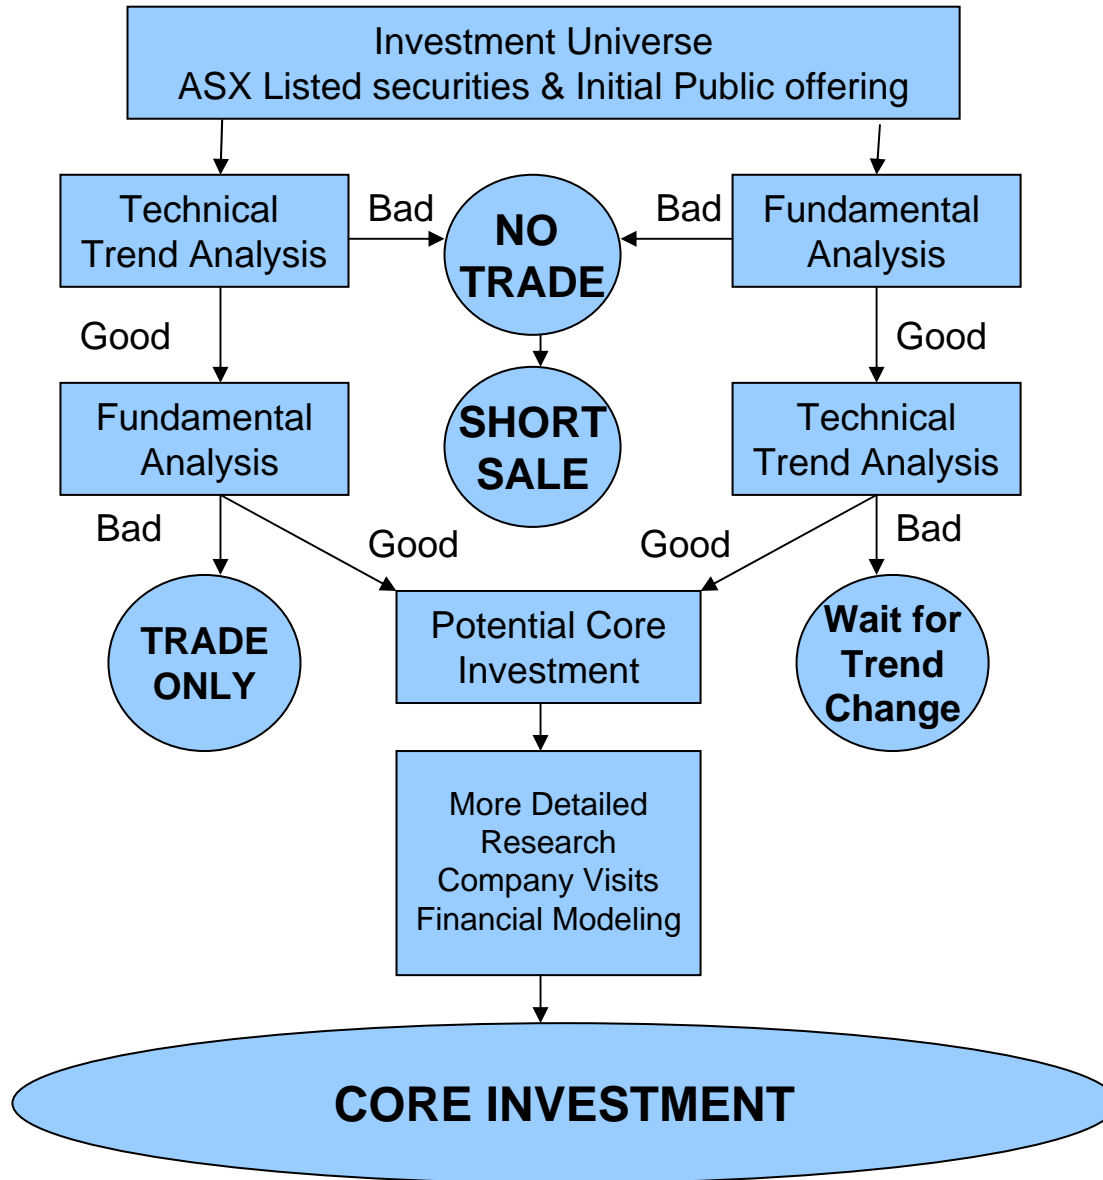 Investment Universe
ASX Listed securities & Initial Public offering
Technical
Trend Analysis
Bad
NO
TRADE
Bad
Fundamental
Analysis
Good
Good
Fundamental
Analysis
SHORT
SALE
Technical
Trend Analysis
Bad
Good
Good
Bad
TRADE
ONLY
Potential Core
Investment
Wait for
Trend
Change
More Detailed
Research
Company Visits
Financial Modeling
CORE INVESTMENT